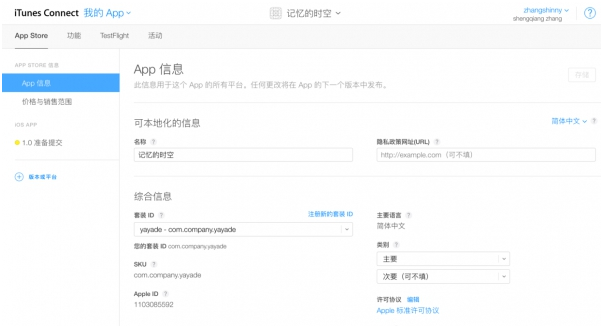 iTunes Connect 我的 App
记忆的时空
zhangshinny
shengqiang zhang
?
App Store 功能 TestFlight 活动
APP STORE 信息
App 信息
价格与销售范围
IOS APP
1.0 准备提交
版本或平台
App 信息
此信息用于这个 App 的所有平台。任何更改将在 App 的下一个版本中发布。
存储
可本地化的信息
简体中文 ?
名称 ?
记忆的时空
隐私政策网址(URL) ?
http://example.com（可不填）
综合信息
套装 ID ?
注册新的套装 ID
yayade - com.company.yayade
您的套装 ID com.company.yayade
SKU ?
com.company.yayade
Apple ID ?
1103085592
主要语言 ?
简体中文
类别 ?
主要
次要（可不填）
许可协议 编辑
Apple 标准许可协议